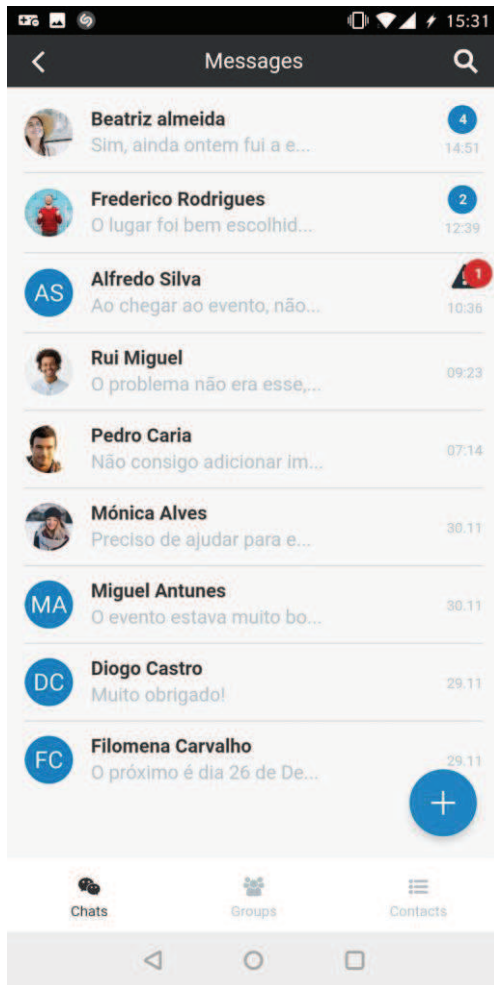 15:31
Messages
Beatriz almeida
4
Sim, ainda ontem fui a e...
14:51
Frederico Rodrigues
2
O lugar foi bem escolhid...
12:39
AS
Alfredo Silva
1
Ao chegar ao evento, não...
10:36
Rui Miguel
O problema não era esse,...
09:23
Pedro Caria
Não consigo adicionar im...
07:14
Mónica Alves
Preciso de ajudar para e...
30.11
MA
Miguel Antunes
O evento estava muito bo...
30.11
DC
Diogo Castro
Muito obrigado!
29.11
FC
Filomena Carvalho
O próximo é dia 26 de De...
29.11
Chats
Groups
Contacts